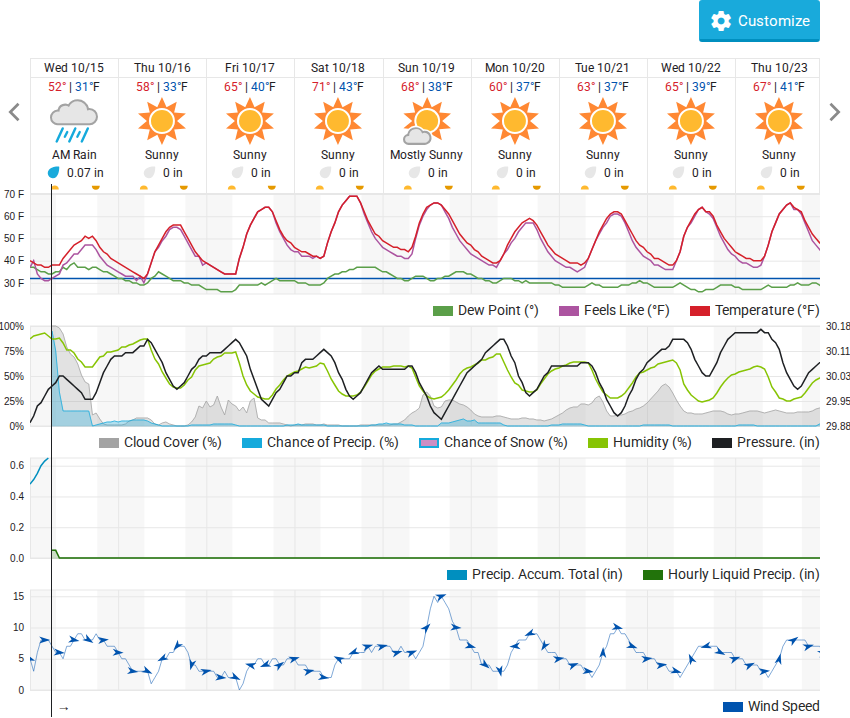 Customize
Wed 10/15 Thu 10/16 Fri 10/17 Sat 10/18 Sun 10/19 Mon 10/20 Tue 10/21 Wed 10/22 Thu 10/23
52° | 31°F 58° | 33°F 65° | 40°F 71° | 43°F 68° | 38°F 60° | 37°F 63° | 37°F 65° | 39°F 67° | 41°F
AM Rain Sunny Sunny Sunny Mostly Sunny Sunny Sunny Sunny Sunny
0.07 in 0 in 0 in 0 in 0 in 0 in 0 in 0 in 0 in
70 F
60 F
50 F
40 F
30 F
Dew Point (°) Feels Like (°F) Temperature (°F)
100% 30.18
75% 30.11
50% 30.03
25% 29.95
0% 29.88
Cloud Cover (%) Chance of Precip. (%) Chance of Snow (%) Humidity (%) Pressure. (in)
0.6
0.4
0.2
0.0
Precip. Accum. Total (in) Hourly Liquid Precip. (in)
15
10
5
0
→ Wind Speed